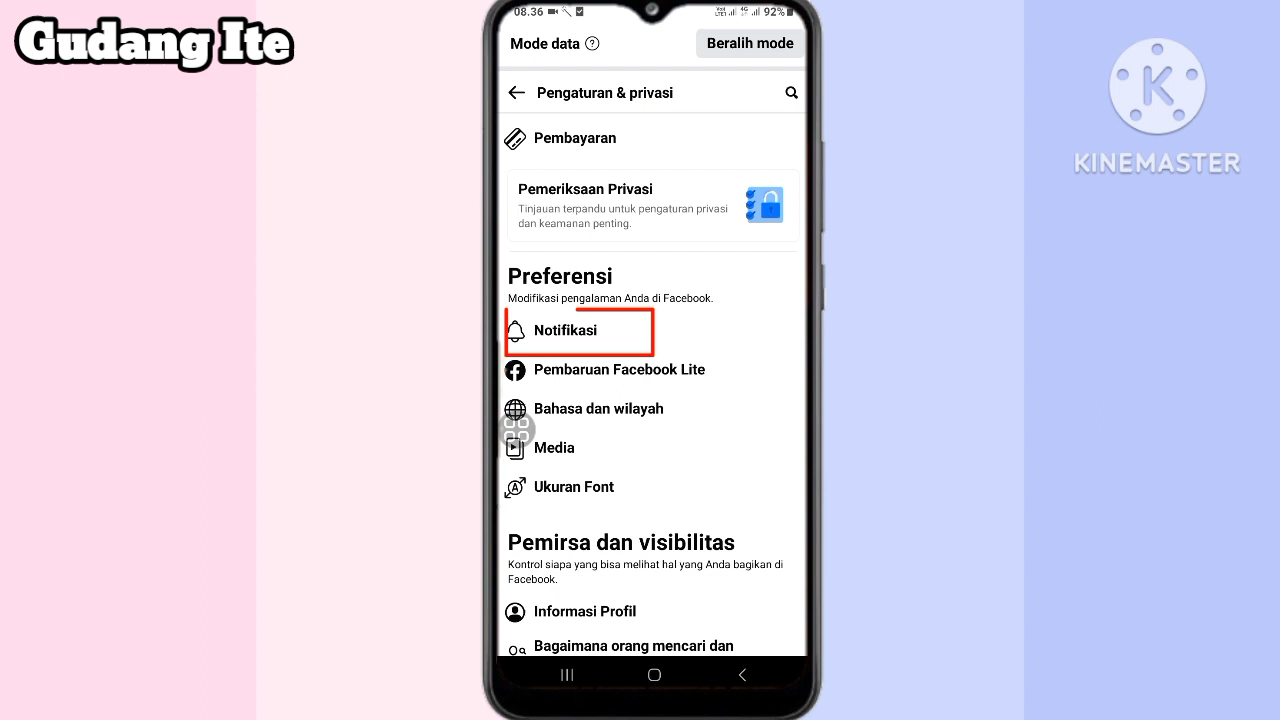 Gudang Ite
08.36
92%
Mode data
Beralih mode
Pengaturan & privasi
Pembayaran
Pemeriksaan Privasi
Tinjauan terpandu untuk pengaturan privasi
dan keamanan penting.
Preferensi
Modifikasi pengalaman Anda di Facebook.
Notifikasi
Pembaruan Facebook Lite
Bahasa dan wilayah
Media
Ukuran Font
Pemirsa dan visibilitas
Kontrol siapa yang bisa melihat hal yang Anda bagikan di
Facebook.
Informasi Profil
Bagaimana orang mencari dan
K
KINEMASTER